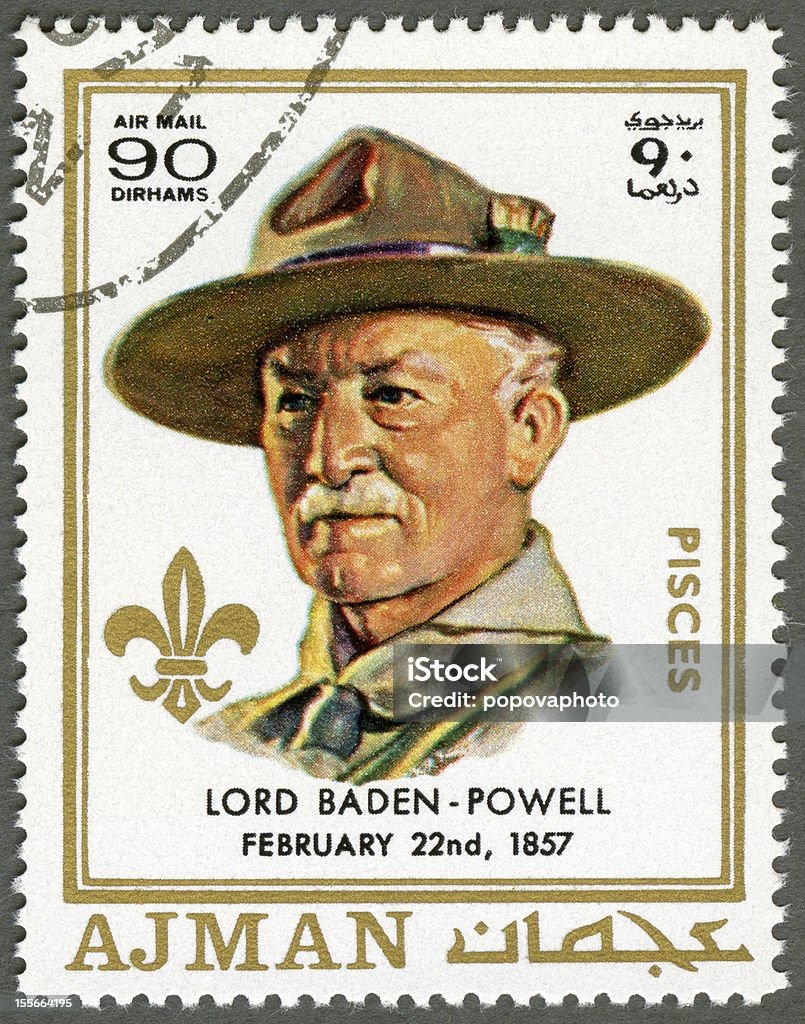 AIR MAIL
90
DIRHAMS
بريد جوي
٩٠
درهما
PISCES
iStock
Credit: popovaphoto
LORD BADEN-POWELL
FEBRUARY 22nd, 1857
AJMAN
عجمان
155664195